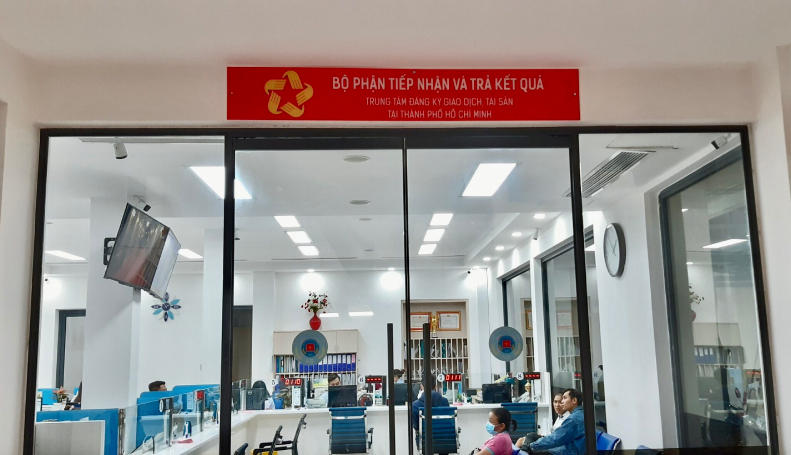 BỘ PHẬN TIẾP NHẬN VÀ TRẢ KẾT QUẢ
TRUNG TÂM ĐĂNG KÝ GIAO DỊCH, TÀI SẢN
TẠI THÀNH PHỐ HỒ CHÍ MINH